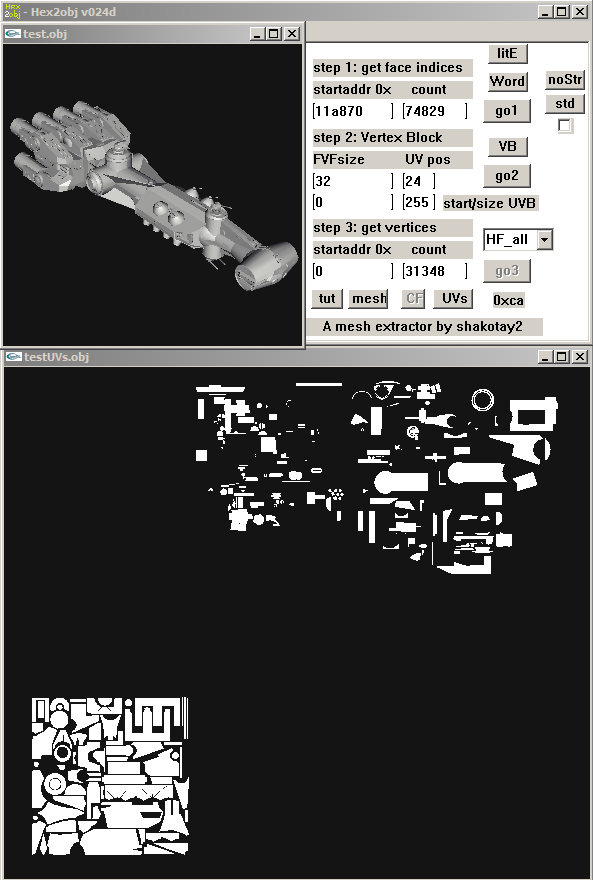 Hex 2obj - Hex2obj v024d
test.obj
litE
step 1: get face indices
Word
noStr
startaddr 0x count
std
[11a870 ] [74829 ]
go1
step 2: Vertex Block
VB
FVFsize UV pos
go2
[32 ] [24 ]
[0 ] [255 ] start/size UVB
step 3: get vertices
HF_all
startaddr 0x count
[0 ] [31348 ]
go3
tut mesh CF UVs 0xca
A mesh extractor by shakotay2
testUVs.obj